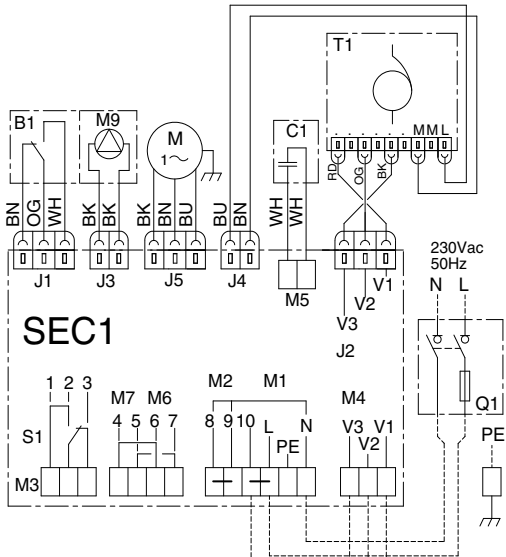 T1
B1
M9
M
1~
C1
M M L
RD
OG
BK
BN
OG
WH
BK
BK
BK
BN
BU
BU
BN
WH
WH
J1
J3
J5
J4
M5
V1
V2
V3
J2
230Vac
50Hz
N L
SEC1
Q1
1 2 3
S1
M3
M7 M6
4 5 6 7
M2 M1
8 9 10 L PE N
M4
V3 V2 V1
PE